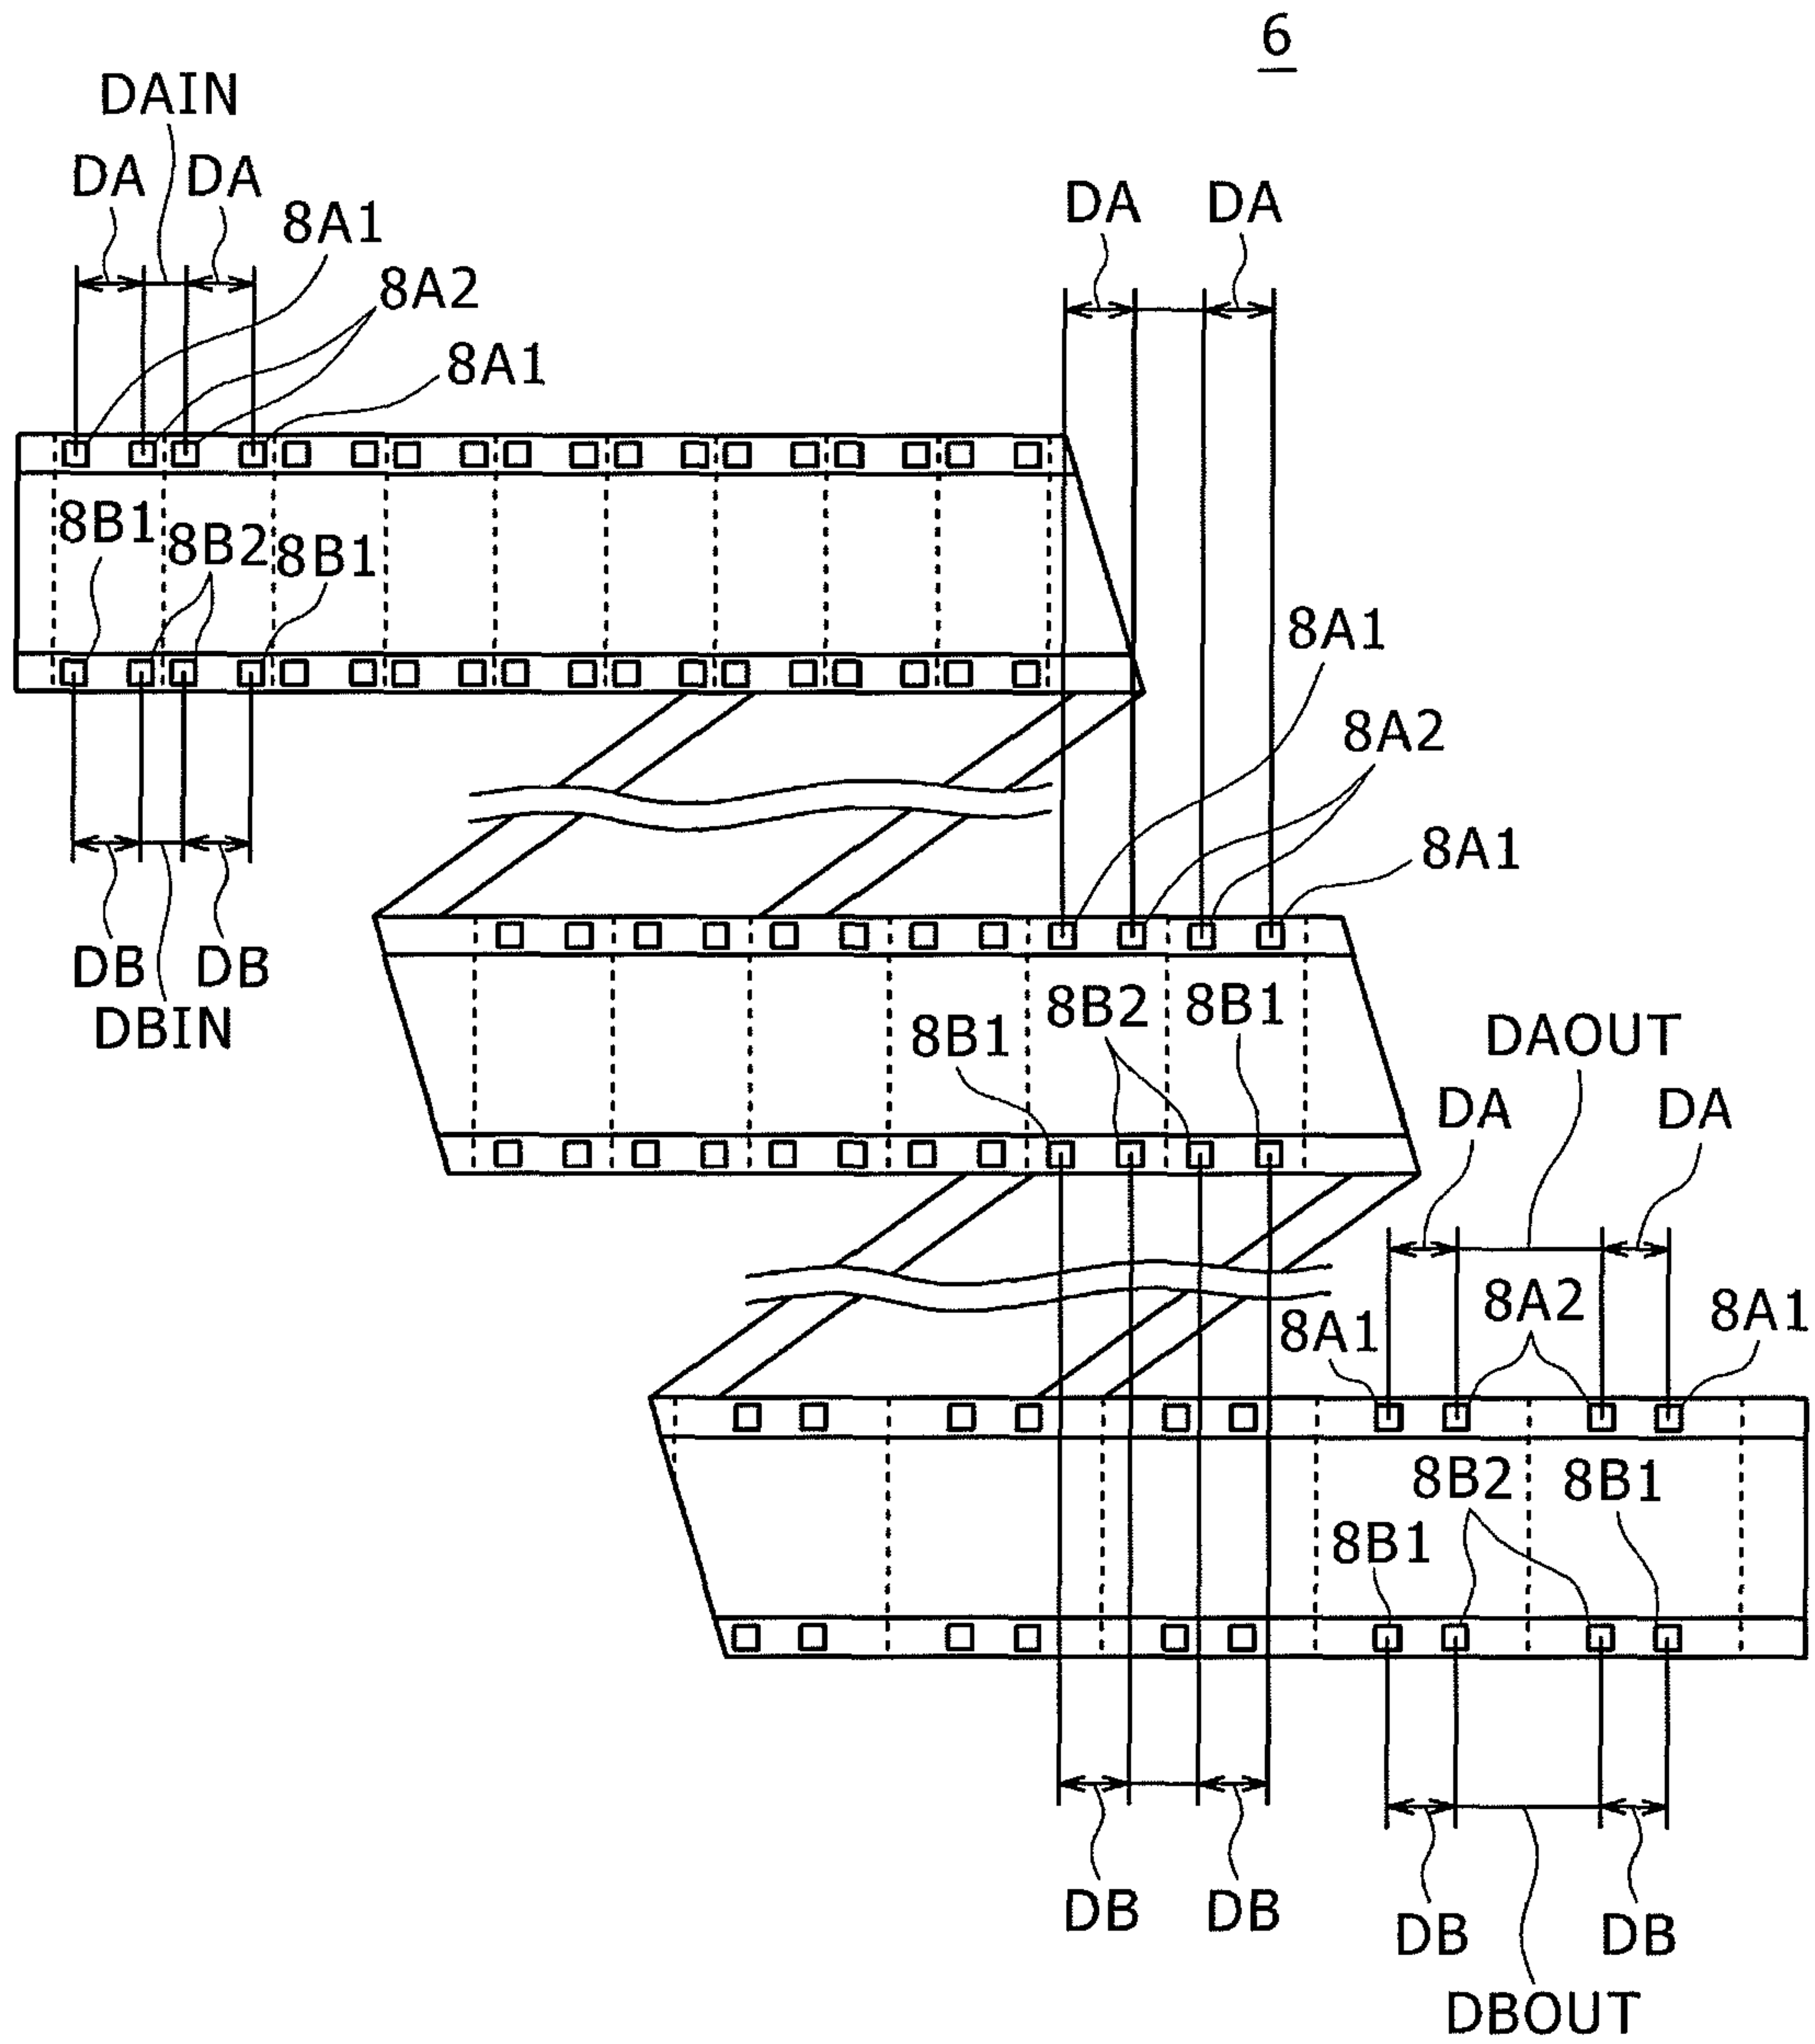 6
DAIN
DA DA
8A1
DA DA
8A2
8A1
8B1 8B2 8B1
8A1
8A2
8A1
DB DB
DBIN
8B1 8B2 8B1
DAOUT
DA DA
8A1 8A2 8A1
8B2 8B1
8B1
DB DB
DB DB
DBOUT